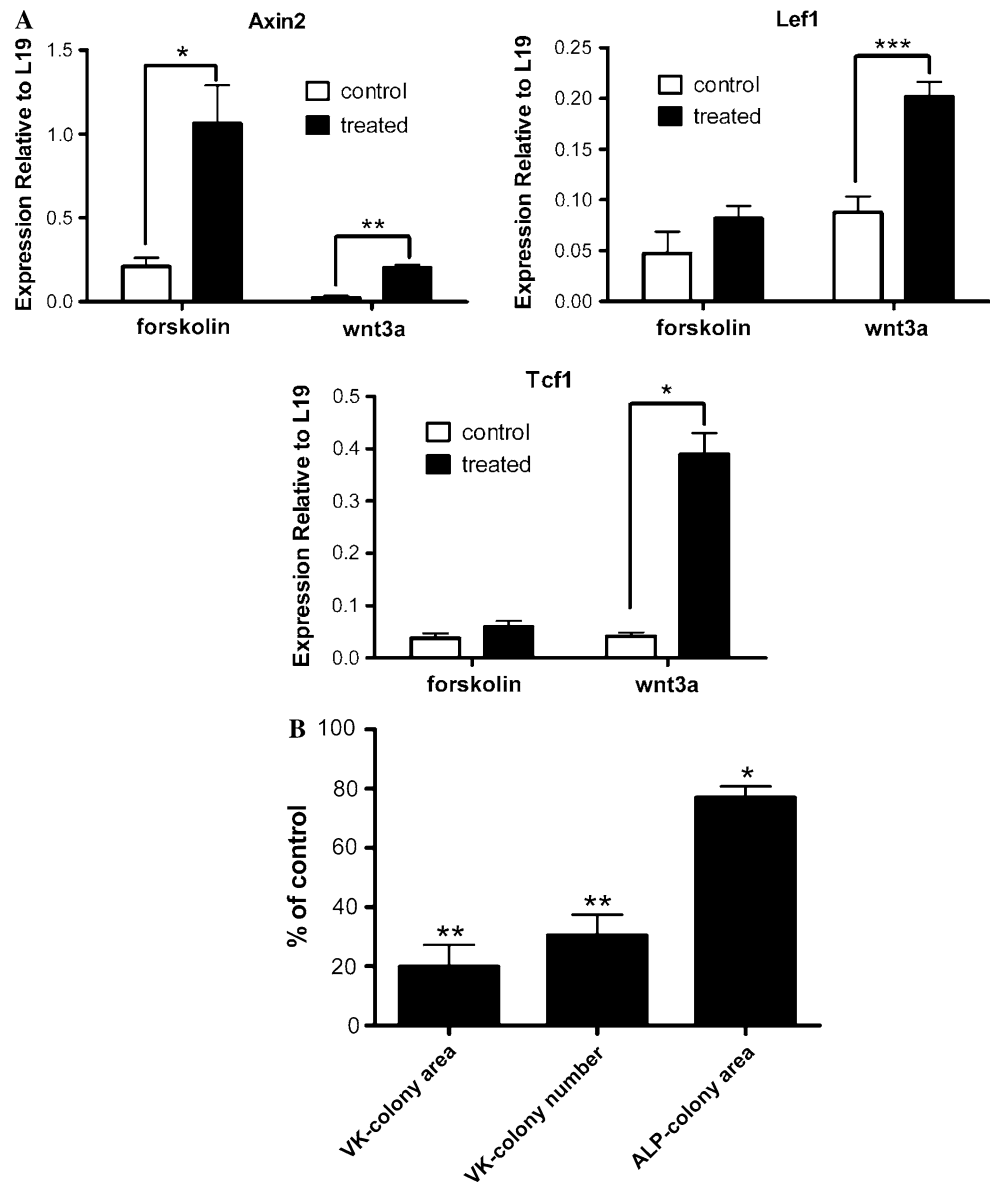 A
Axin2
Expression Relative to L19
1.5
1.0
0.5
0.0
*
**
control
treated
forskolin
wnt3a
Lef1
Expression Relative to L19
0.25
0.20
0.15
0.10
0.05
0.00
***
control
treated
forskolin
wnt3a
Tcf1
Expression Relative to L19
0.5
0.4
0.3
0.2
0.1
0.0
*
control
treated
forskolin
wnt3a
B
% of control
100
80
60
40
20
0
**
**
*
VK-colony area
VK-colony number
ALP-colony area